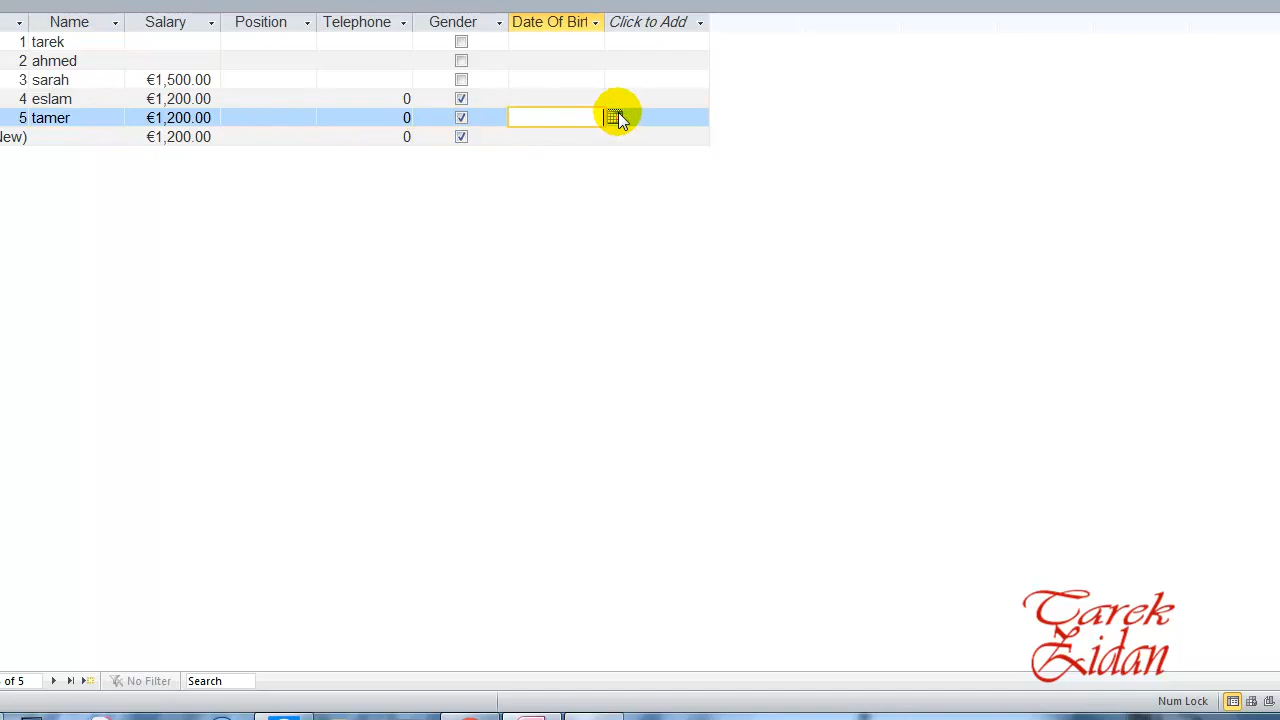 Name Salary Position Telephone Gender Date Of Birt Click to Add
1 tarek
2 ahmed
3 sarah €1,500.00
4 eslam €1,200.00 0
5 tamer €1,200.00 0
New) €1,200.00 0
of 5 No Filter Search
Tarek
Zidan
Num Lock